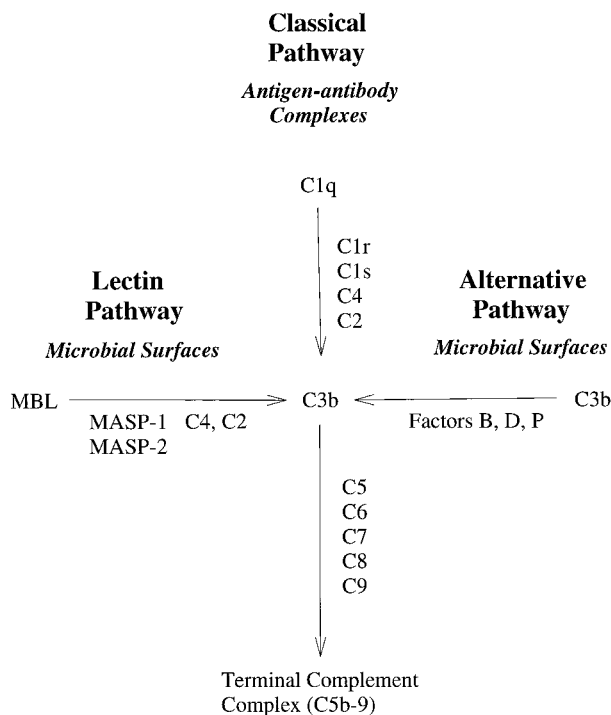 Classical
Pathway
Antigen-antibody
Complexes
C1q
C1r
C1s
C4
C2
Lectin
Pathway
Microbial Surfaces
Alternative
Pathway
Microbial Surfaces
MBL
MASP-1 C4, C2
MASP-2
C3b
Factors B, D, P
C3b
C5
C6
C7
C8
C9
Terminal Complement
Complex (C5b-9)